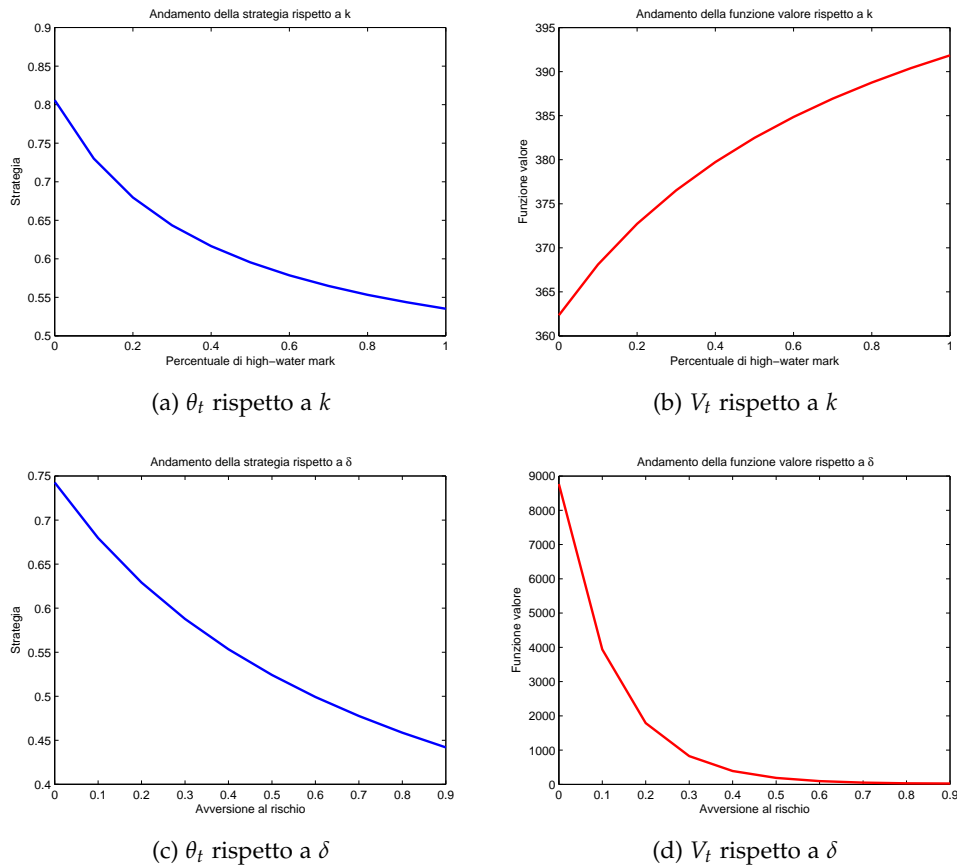 Andamento della strategia rispetto a k
0.9
0.85
0.8
0.75
0.7
0.65
0.6
0.55
0.5
Strategia
0 0.2 0.4 0.6 0.8 1
Percentuale di high−water mark
(a) θt rispetto a k
Andamento della funzione valore rispetto a k
395
390
385
380
375
370
365
360
Funzione valore
0 0.2 0.4 0.6 0.8 1
Percentuale di high−water mark
(b) Vt rispetto a k
Andamento della strategia rispetto a δ
0.75
0.7
0.65
0.6
0.55
0.5
0.45
0.4
Strategia
0 0.1 0.2 0.3 0.4 0.5 0.6 0.7 0.8 0.9
Avversione al rischio
(c) θt rispetto a δ
Andamento della funzione valore rispetto a δ
9000
8000
7000
6000
5000
4000
3000
2000
1000
0
Funzione valore
0 0.1 0.2 0.3 0.4 0.5 0.6 0.7 0.8 0.9
Avversione al rischio
(d) Vt rispetto a δ